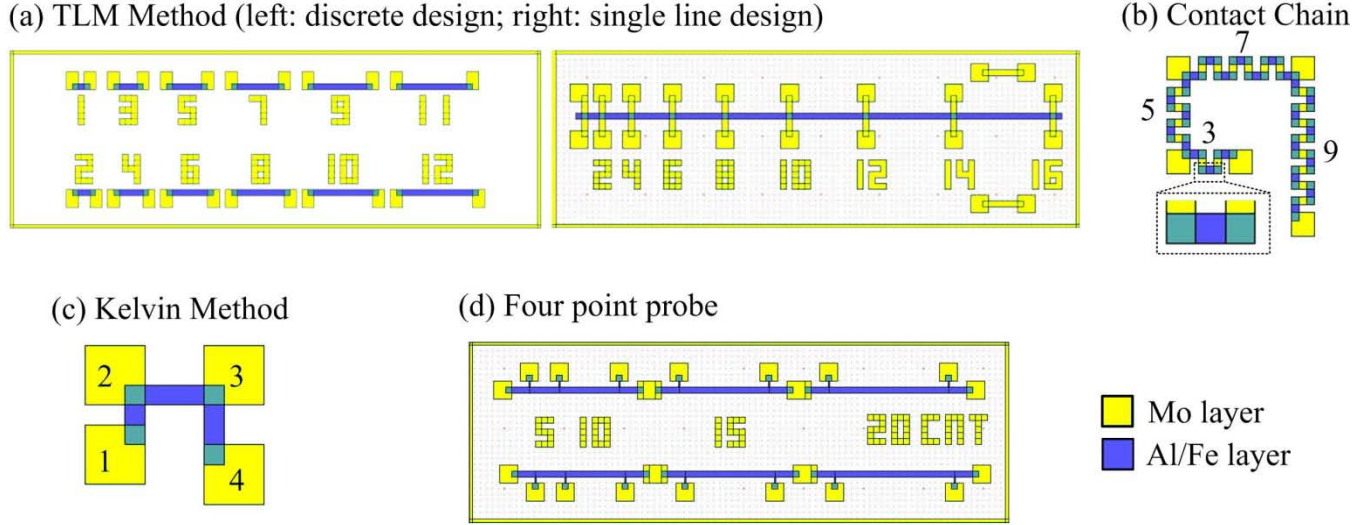 (a) TLM Method (left: discrete design; right: single line design)
(b) Contact Chain
1 3 5 7 9 11
2 4 6 8 10 12
2 4 6 8 10 12 14 16
7
5
3
9
(c) Kelvin Method
(d) Four point probe
2 3
1 4
5 10 15 20 CNT
Mo layer
Al/Fe layer